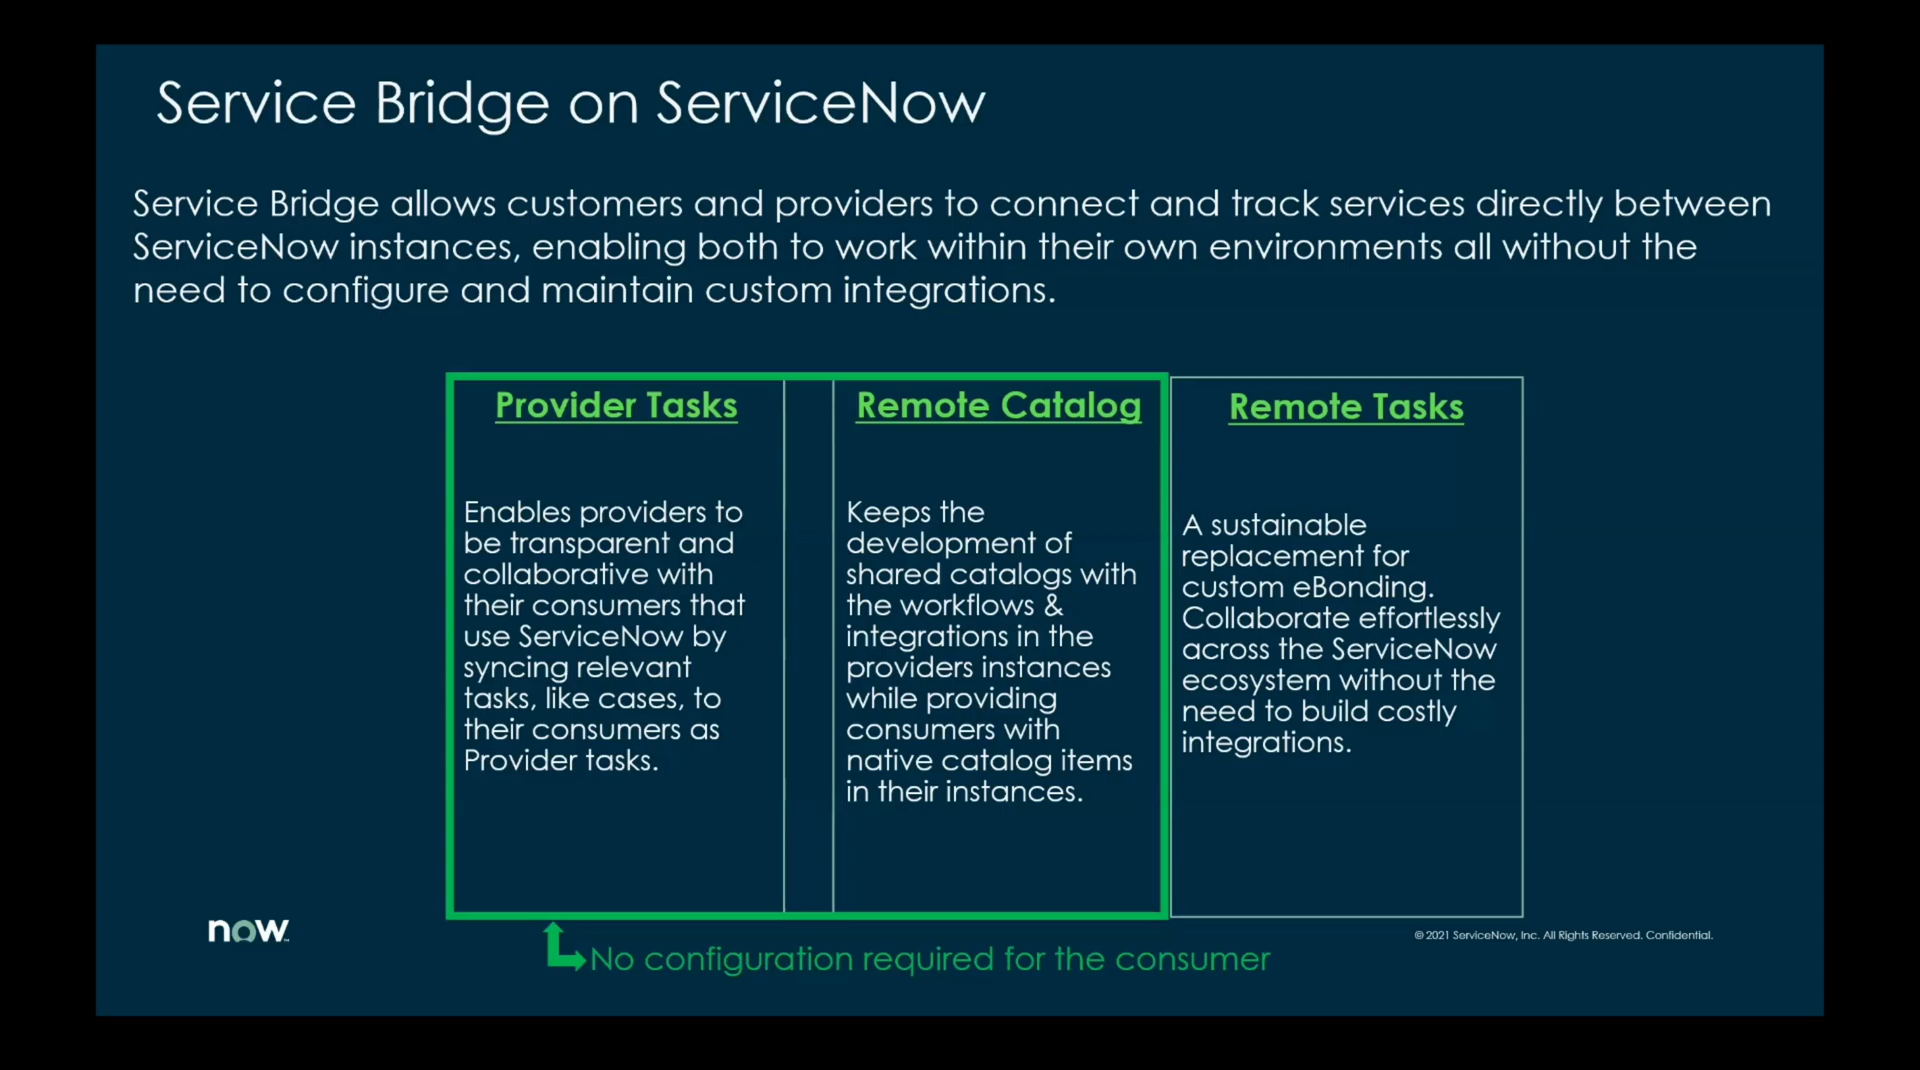 Service Bridge on ServiceNow
Service Bridge allows customers and providers to connect and track services directly between
ServiceNow instances, enabling both to work within their own environments all without the
need to configure and maintain custom integrations.
Provider Tasks
Enables providers to
be transparent and
collaborative with
their consumers that
use ServiceNow by
syncing relevant
tasks, like cases, to
their consumers as
Provider tasks.
Remote Catalog
Keeps the
development of
shared catalogs with
the workflows &
integrations in the
providers instances
while providing
consumers with
native catalog items
in their instances.
Remote Tasks
A sustainable
replacement for
custom eBonding.
Collaborate effortlessly
across the ServiceNow
ecosystem without the
need to build costly
integrations.
now
© 2021 ServiceNow, Inc. All Rights Reserved. Confidential.
No configuration required for the consumer